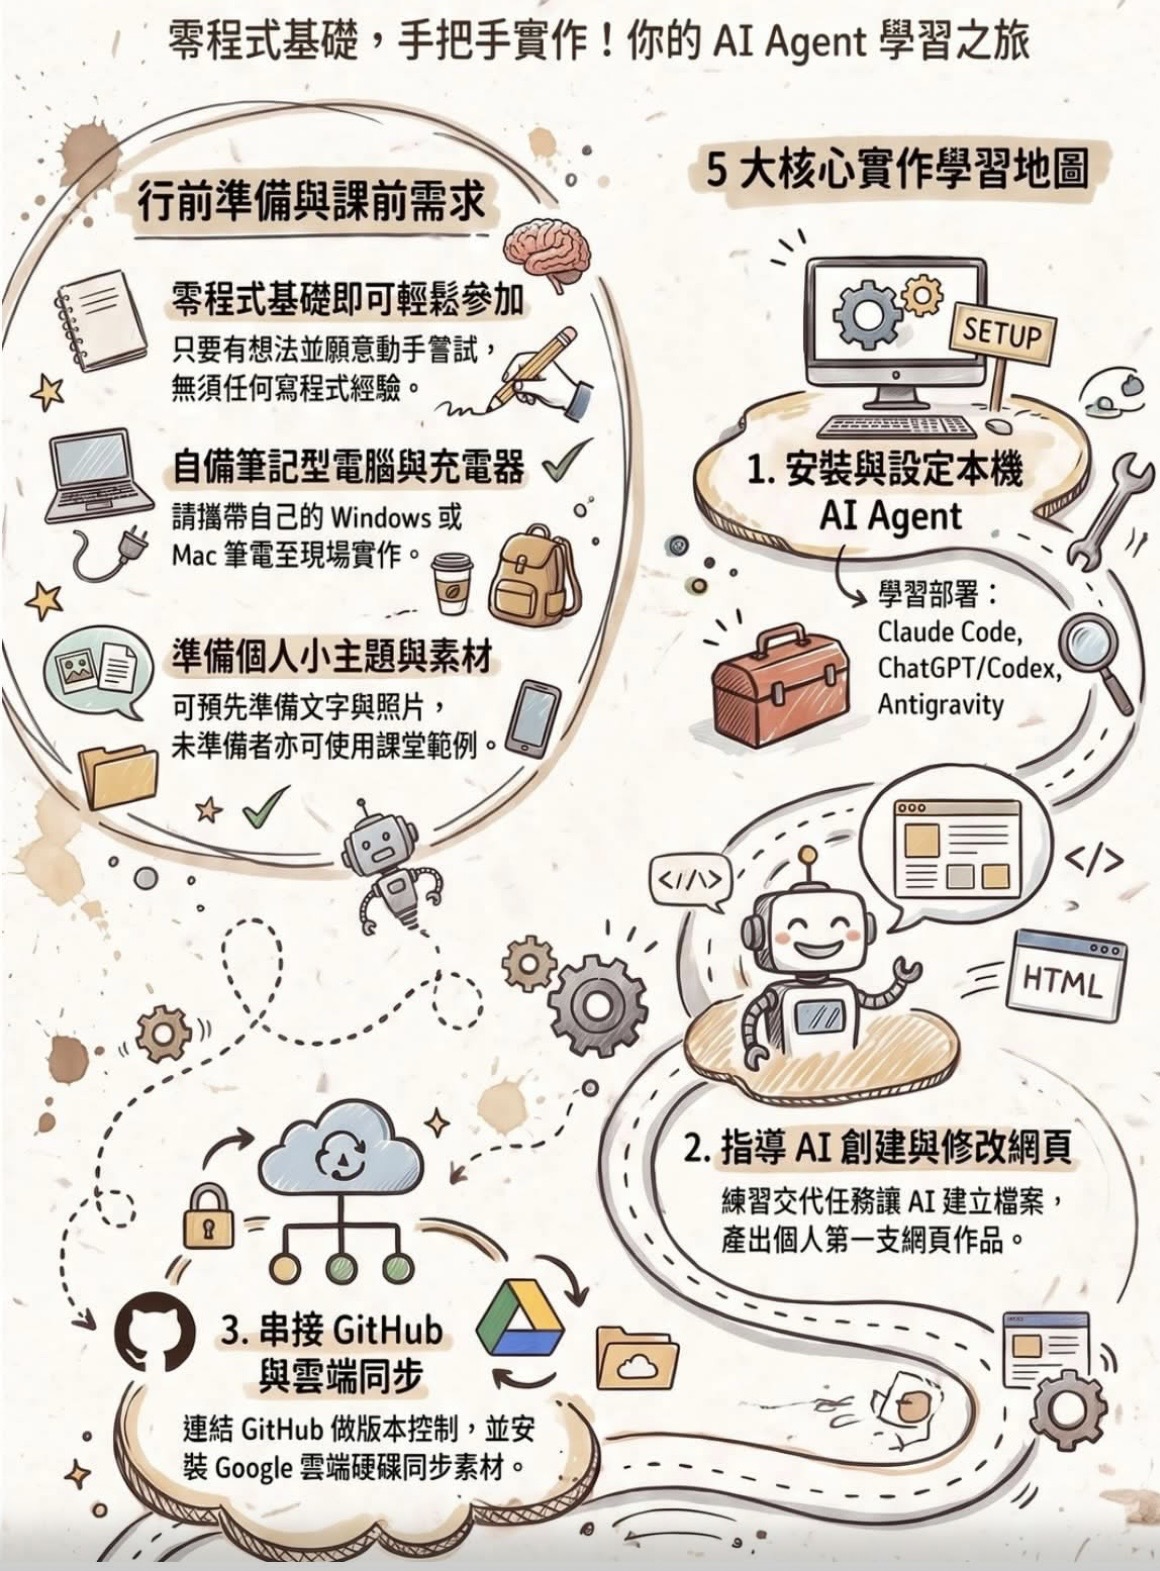 零程式基礎，手把手實作！你的 AI Agent 學習之旅
行前準備與課前需求
零程式基礎即可輕鬆參加
只要有想法並願意動手嘗試，
無須任何寫程式經驗。
自備筆記型電腦與充電器
請攜帶自己的 Windows 或
Mac 筆電至現場實作。
準備個人小主題與素材
可預先準備文字與照片，
未準備者亦可使用課堂範例。
5 大核心實作學習地圖
SETUP
1. 安裝與設定本機
AI Agent
學習部署：
Claude Code,
ChatGPT/Codex,
Antigravity
</>
HTML
2. 指導 AI 創建與修改網頁
練習交代任務讓 AI 建立檔案，
產出個人第一支網頁作品。
3. 串接 GitHub
與雲端同步
連結 GitHub 做版本控制，並安
裝 Google 雲端硬碟同步素材。